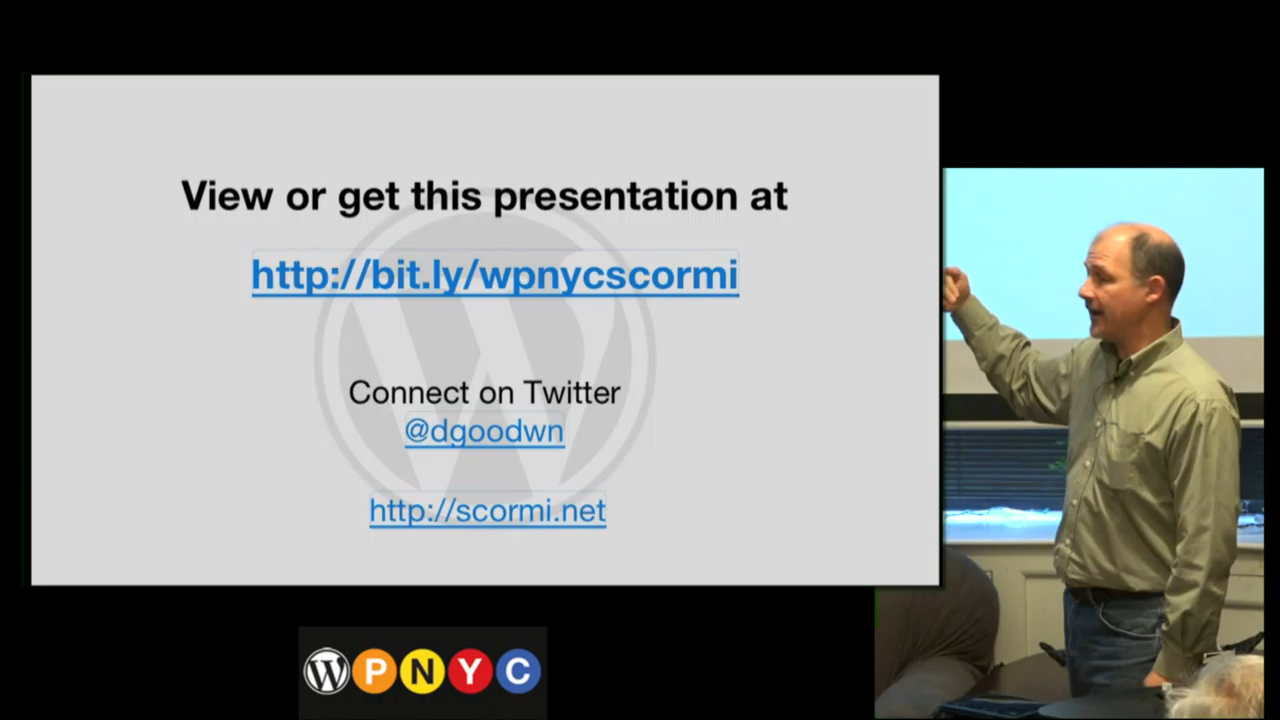 View or get this presentation at
http://bit.ly/wpnycscormi
Connect on Twitter
@dgoodwn
http://scormi.net
W P N Y C